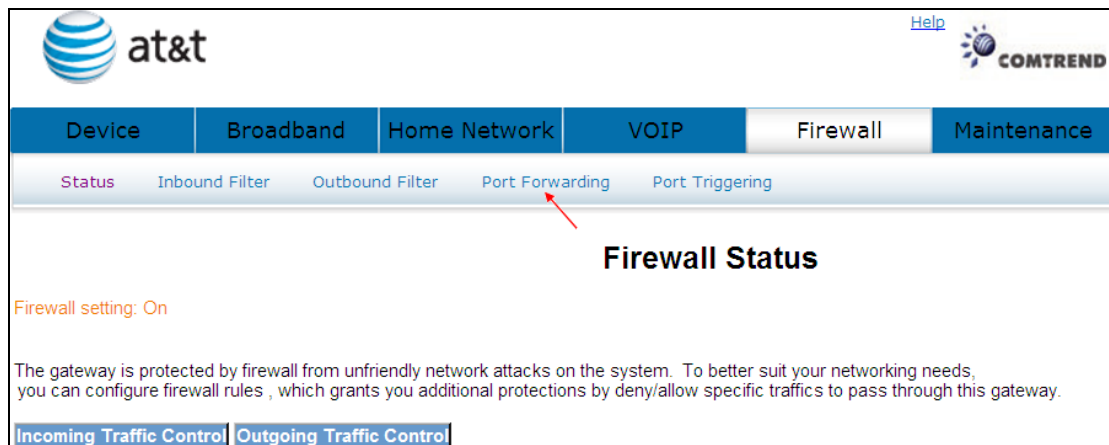 at&t
Help
COMTREND
Device Broadband Home Network VOIP Firewall Maintenance
Status Inbound Filter Outbound Filter Port Forwarding Port Triggering
Firewall Status
Firewall setting: On
The gateway is protected by firewall from unfriendly network attacks on the system. To better suit your networking needs,
you can configure firewall rules , which grants you additional protections by deny/allow specific traffics to pass through this gateway.
Incoming Traffic Control Outgoing Traffic Control